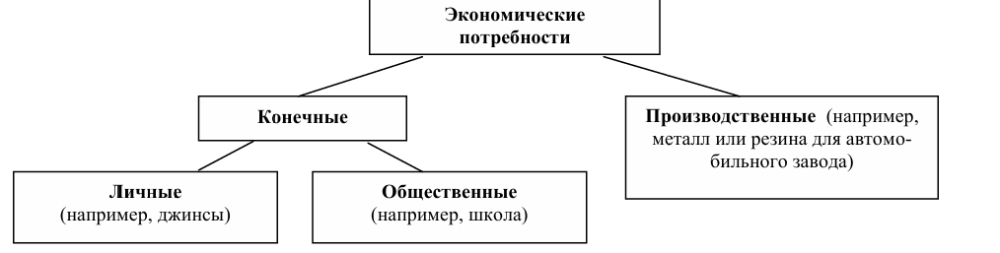 Экономические
потребности
Конечные
Производственные (например,
металл или резина для автомо-
бильного завода)
Личные
(например, джинсы)
Общественные
(например, школа)